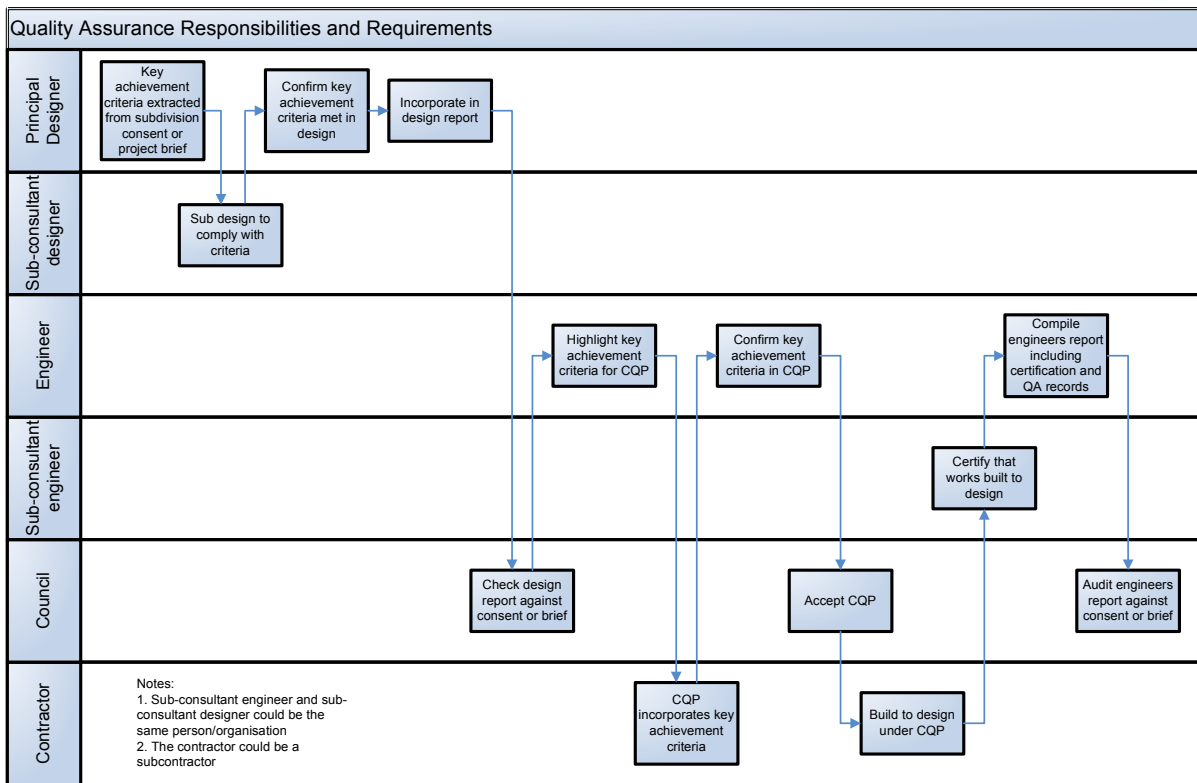 Quality Assurance Responsibilities and Requirements
Principal
Designer
Key
achievement
criteria extracted
from subdivision
consent or
project brief
Confirm key
achievement
criteria met in
design
Incorporate in
design report
Sub-consultant
designer
Sub design to
comply with
criteria
Engineer
Highlight key
achievement
criteria for CQP
Confirm key
achievement
criteria in CQP
Compile
engineers report
including
certification and
QA records
Sub-consultant
engineer
Certify that
works built to
design
Council
Check design
report against
consent or brief
Accept CQP
Audit engineers
report against
consent or brief
Contractor
Notes:
1. Sub-consultant engineer and sub-
consultant designer could be the
same person/organisation
2. The contractor could be a
subcontractor
CQP
incorporates key
achievement
criteria
Build to design
under CQP